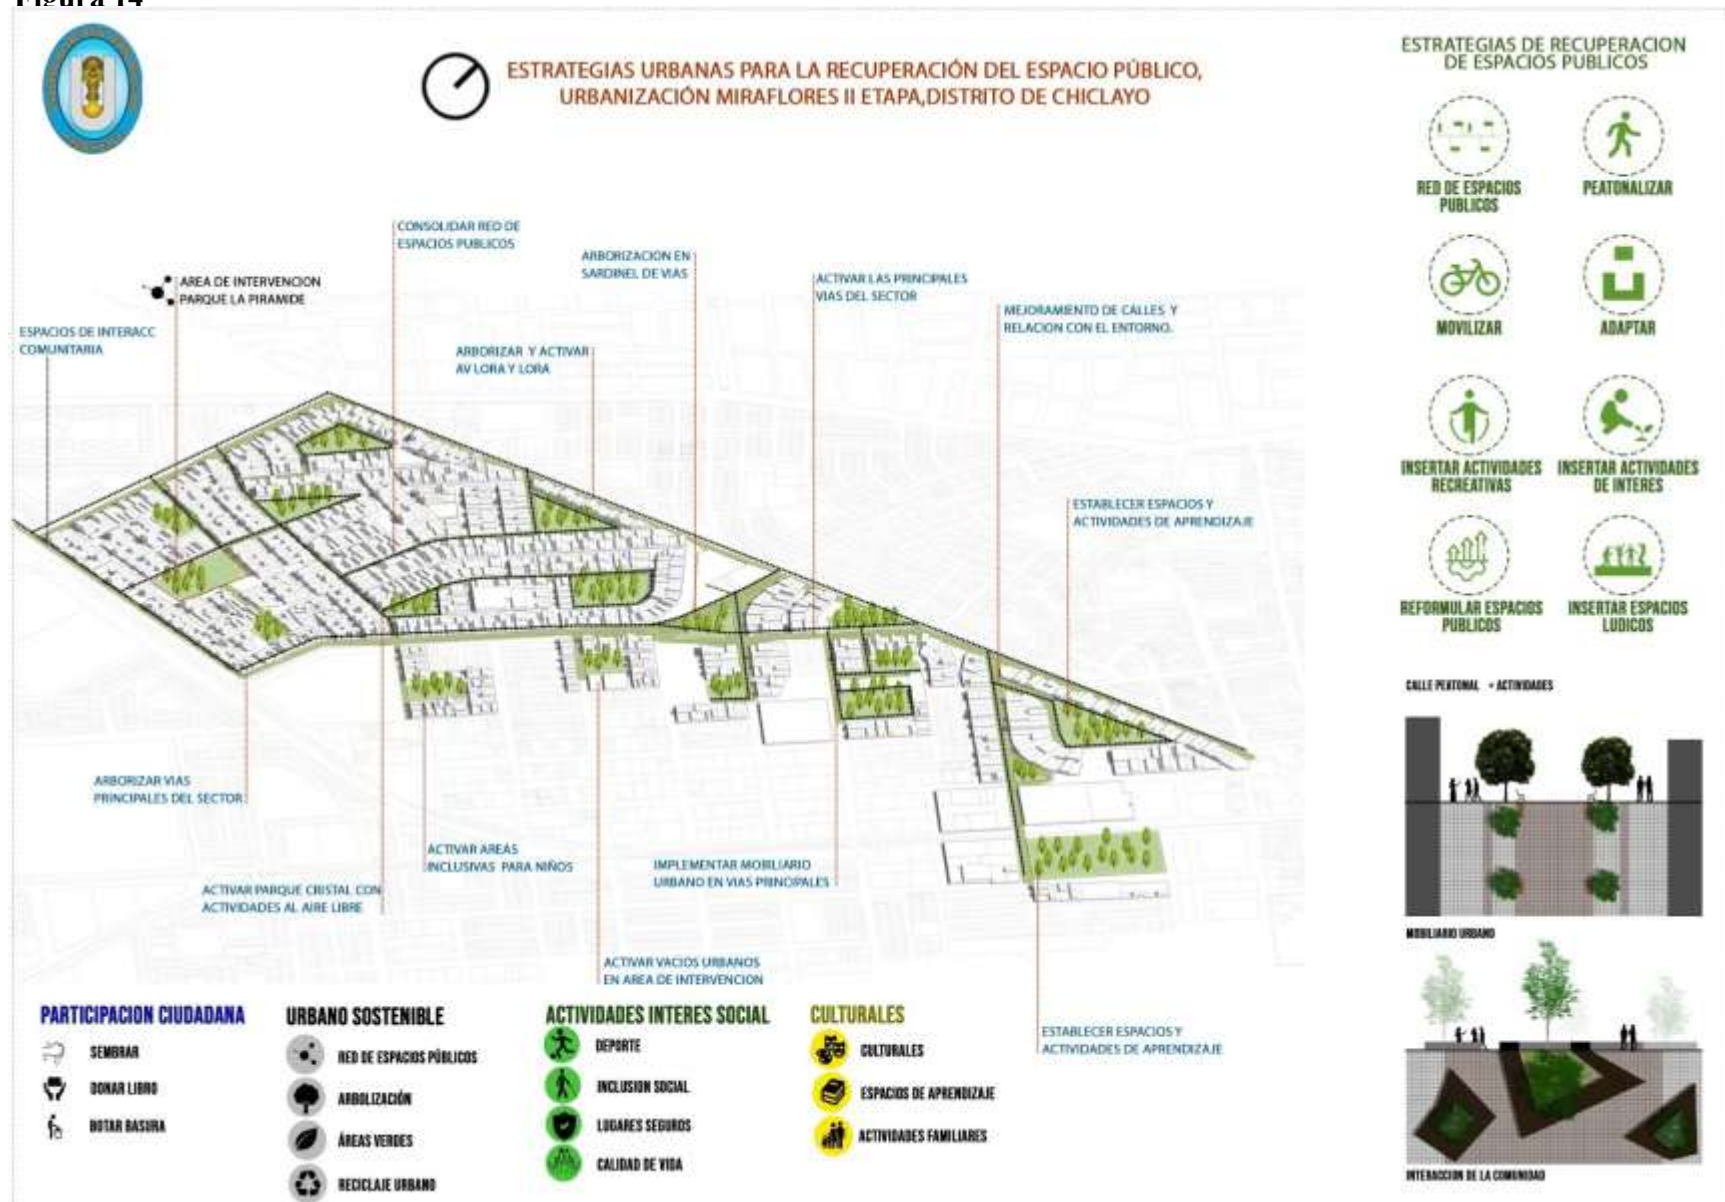 Figura 14
ESTRATEGIAS URBANAS PARA LA RECUPERACIÓN DEL ESPACIO PÚBLICO,
URBANIZACIÓN MIRAFLORES II ETAPA,DISTRITO DE CHICLAYO
ESTRATEGIAS DE RECUPERACION
DE ESPACIOS PUBLICOS
RED DE ESPACIOS
PUBLICOS
PEATONALIZAR
MOVILIZAR
ADAPTAR
INSERTAR ACTIVIDADES
RECREATIVAS
INSERTAR ACTIVIDADES
DE INTERES
REFORMULAR ESPACIOS
PUBLICOS
INSERTAR ESPACIOS
LUDICOS
CALLE PEATONAL + ACTIVIDADES
MOBILIARIO URBANO
INTERACCION DE LA COMUNIDAD
CONSOLIDAR RED DE
ESPACIOS PUBLICOS
ARBORIZACION EN
SARDINEL DE VIAS
AREA DE INTERVENCION
PARQUE LA PIRAMIDE
ACTIVAR LAS PRINCIPALES
VIAS DEL SECTOR
MEJORAMIENTO DE CALLES Y
RELACION CON EL ENTORNO.
ESPACIOS DE INTERACC
COMUNITARIA
ARBORIZAR Y ACTIVAR
AV LORA Y LORA
ESTABLECER ESPACIOS Y
ACTIVIDADES DE APRENDIZAJE
ARBORIZAR VIAS
PRINCIPALES DEL SECTOR
ACTIVAR AREAS
INCLUSIVAS PARA NIÑOS
IMPLEMENTAR MOBILIARIO
URBANO EN VIAS PRINCIPALES
ACTIVAR PARQUE CRISTAL CON
ACTIVIDADES AL AIRE LIBRE
ACTIVAR VACIOS URBANOS
EN AREA DE INTERVENCION
ESTABLECER ESPACIOS Y
ACTIVIDADES DE APRENDIZAJE
PARTICIPACION CIUDADANA
SEMBRAR
DONAR LIBRO
BOTAR BASURA
URBANO SOSTENIBLE
RED DE ESPACIOS PÚBLICOS
ARBOLIZACIÓN
ÁREAS VERDES
RECICLAJE URBANO
ACTIVIDADES INTERES SOCIAL
DEPORTE
INCLUSION SOCIAL
LUGARES SEGUROS
CALIDAD DE VIDA
CULTURALES
CULTURALES
ESPACIOS DE APRENDIZAJE
ACTIVIDADES FAMILIARES